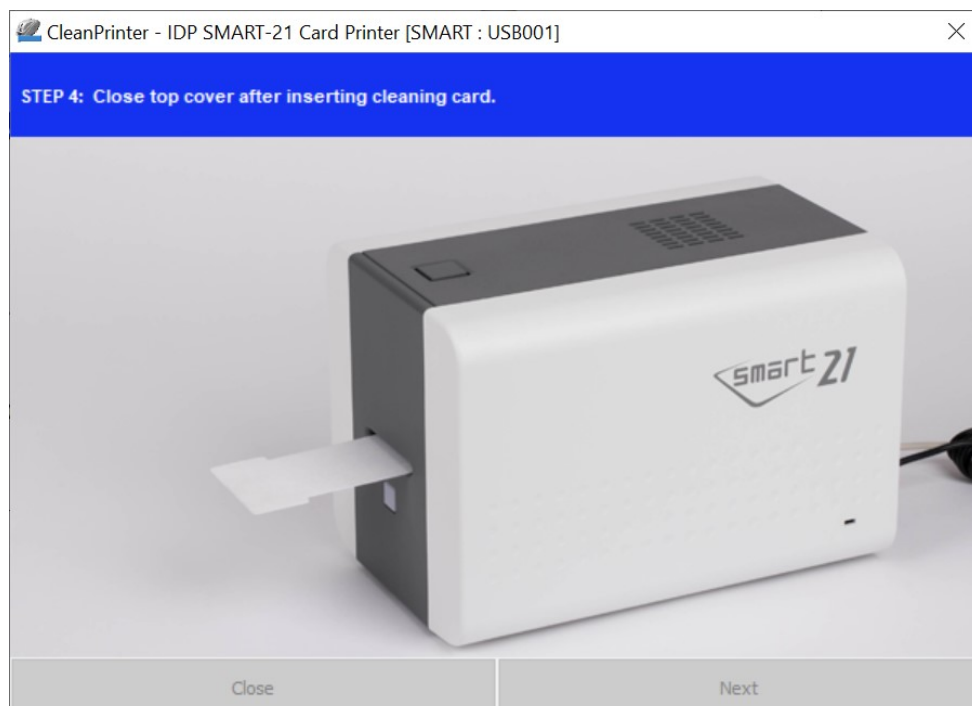 CleanPrinter - IDP SMART-21 Card Printer [SMART : USB001]
STEP 4: Close top cover after inserting cleaning card.
smart 21
Close
Next